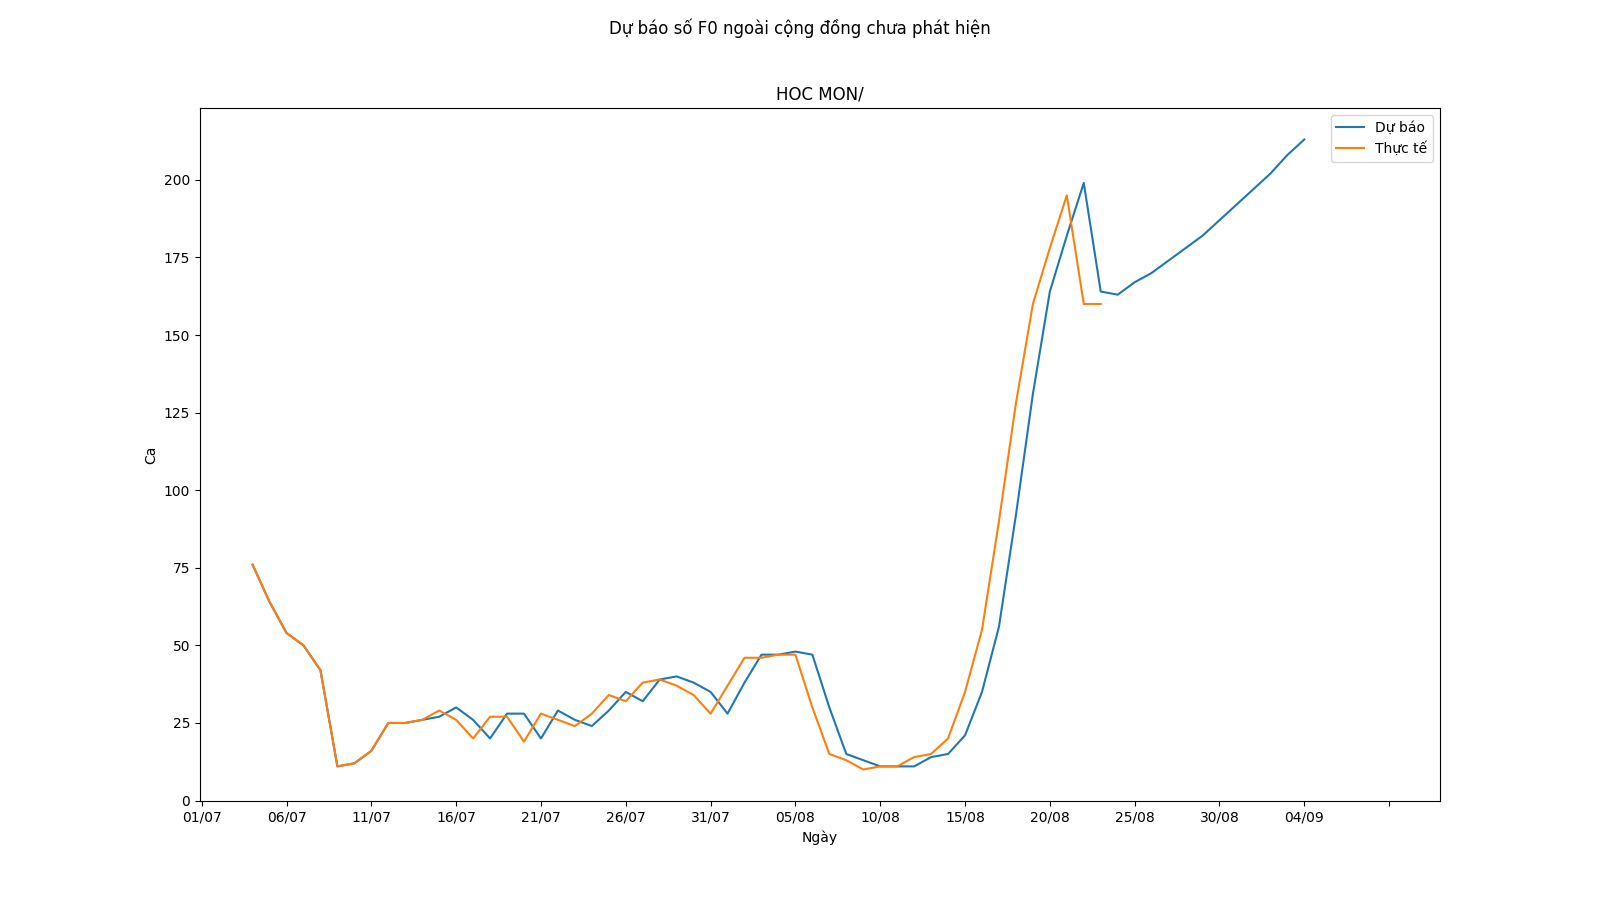 Dự báo số F0 ngoài cộng đồng chưa phát hiện
HOC MON/
Dự báo
Thực tế
200
175
150
125
100
75
50
25
0
Ca
01/07 06/07 11/07 16/07 21/07 26/07 31/07 05/08 10/08 15/08 20/08 25/08 30/08 04/09
Ngày